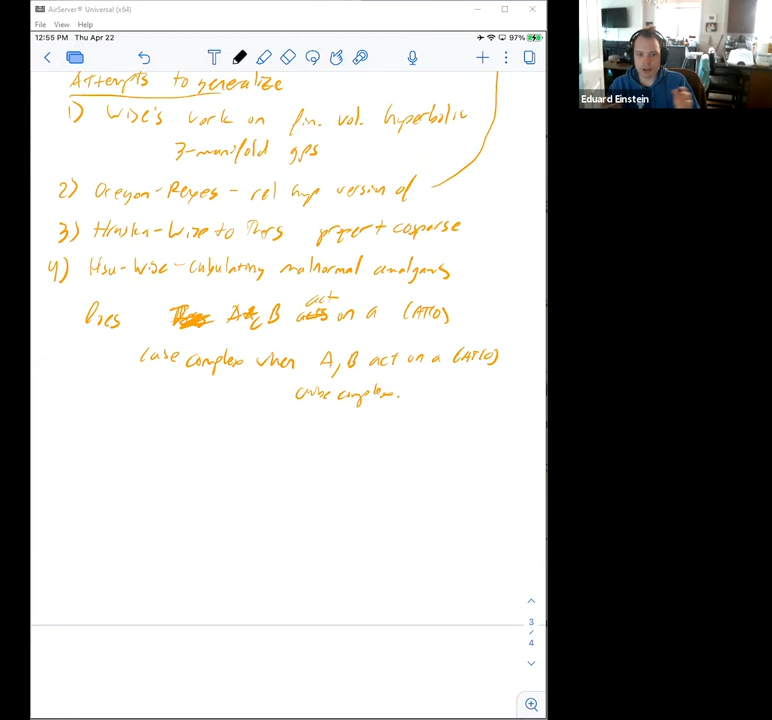 AirServer® Universal (x64)
File Edit View Help
12:55 PM Thu Apr 22
97%
Attempts to generalize
1) Wise's work on fin. vol. hyperbolic
3-manifold gps
2) Oregon-Reyes - rel hyp version of
3) Hruska-Wise to proper + cosparse
4) Hsu-Wise - cubulating malnormal amalgams
Does A *c B act on a CAT(0)
cube complex when A, B act on a CAT(0)
cube complex.
3
/
4
Eduard Einstein